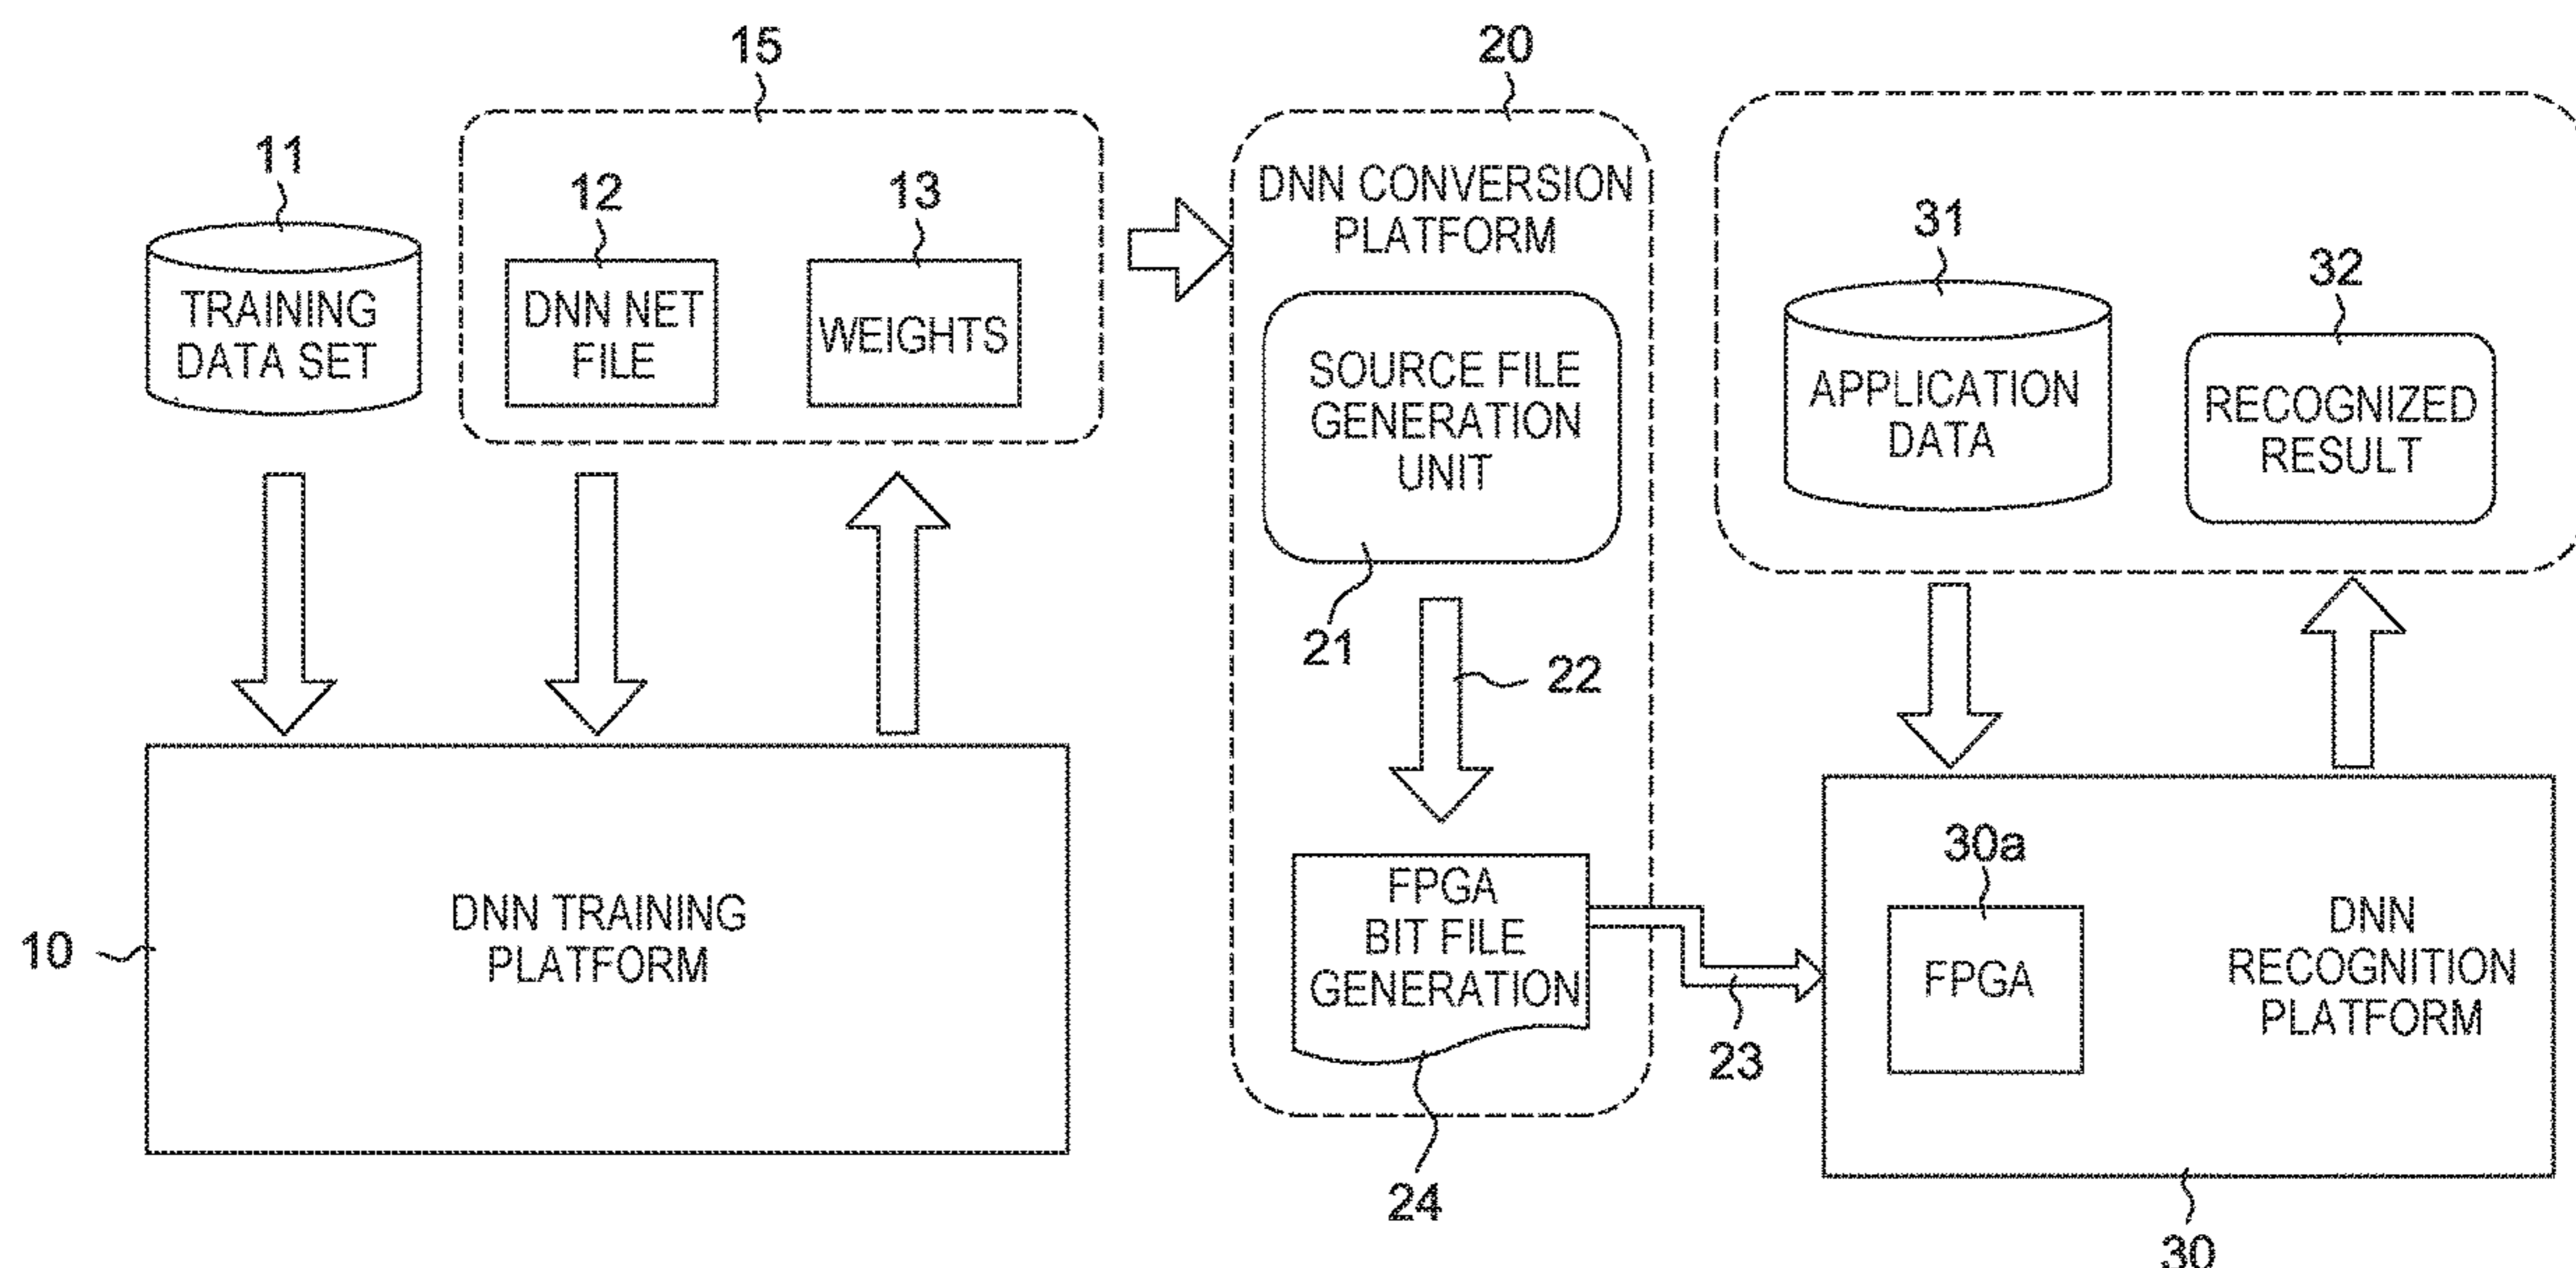 15
20
11
12
13
TRAINING
DATA SET
DNN NET
FILE
WEIGHTS
DNN CONVERSION
PLATFORM
SOURCE FILE
GENERATION
UNIT
21
22
31
32
APPLICATION
DATA
RECOGNIZED
RESULT
10
DNN TRAINING
PLATFORM
FPGA
BIT FILE
GENERATION
24
23
30a
FPGA
DNN
RECOGNITION
PLATFORM
30